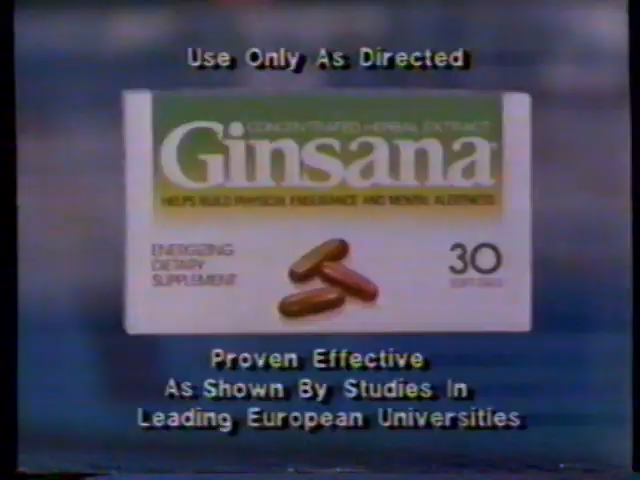 Use Only As Directed
CONCENTRATED HERBAL EXTRACT
Ginsana
HELPS BUILD PHYSICAL ENDURANCE AND MENTAL ALERTNESS
ENERGIZING
DIETARY
SUPPLEMENT
30
SOFTGELS
Proven Effective
As Shown By Studies In
Leading European Universities